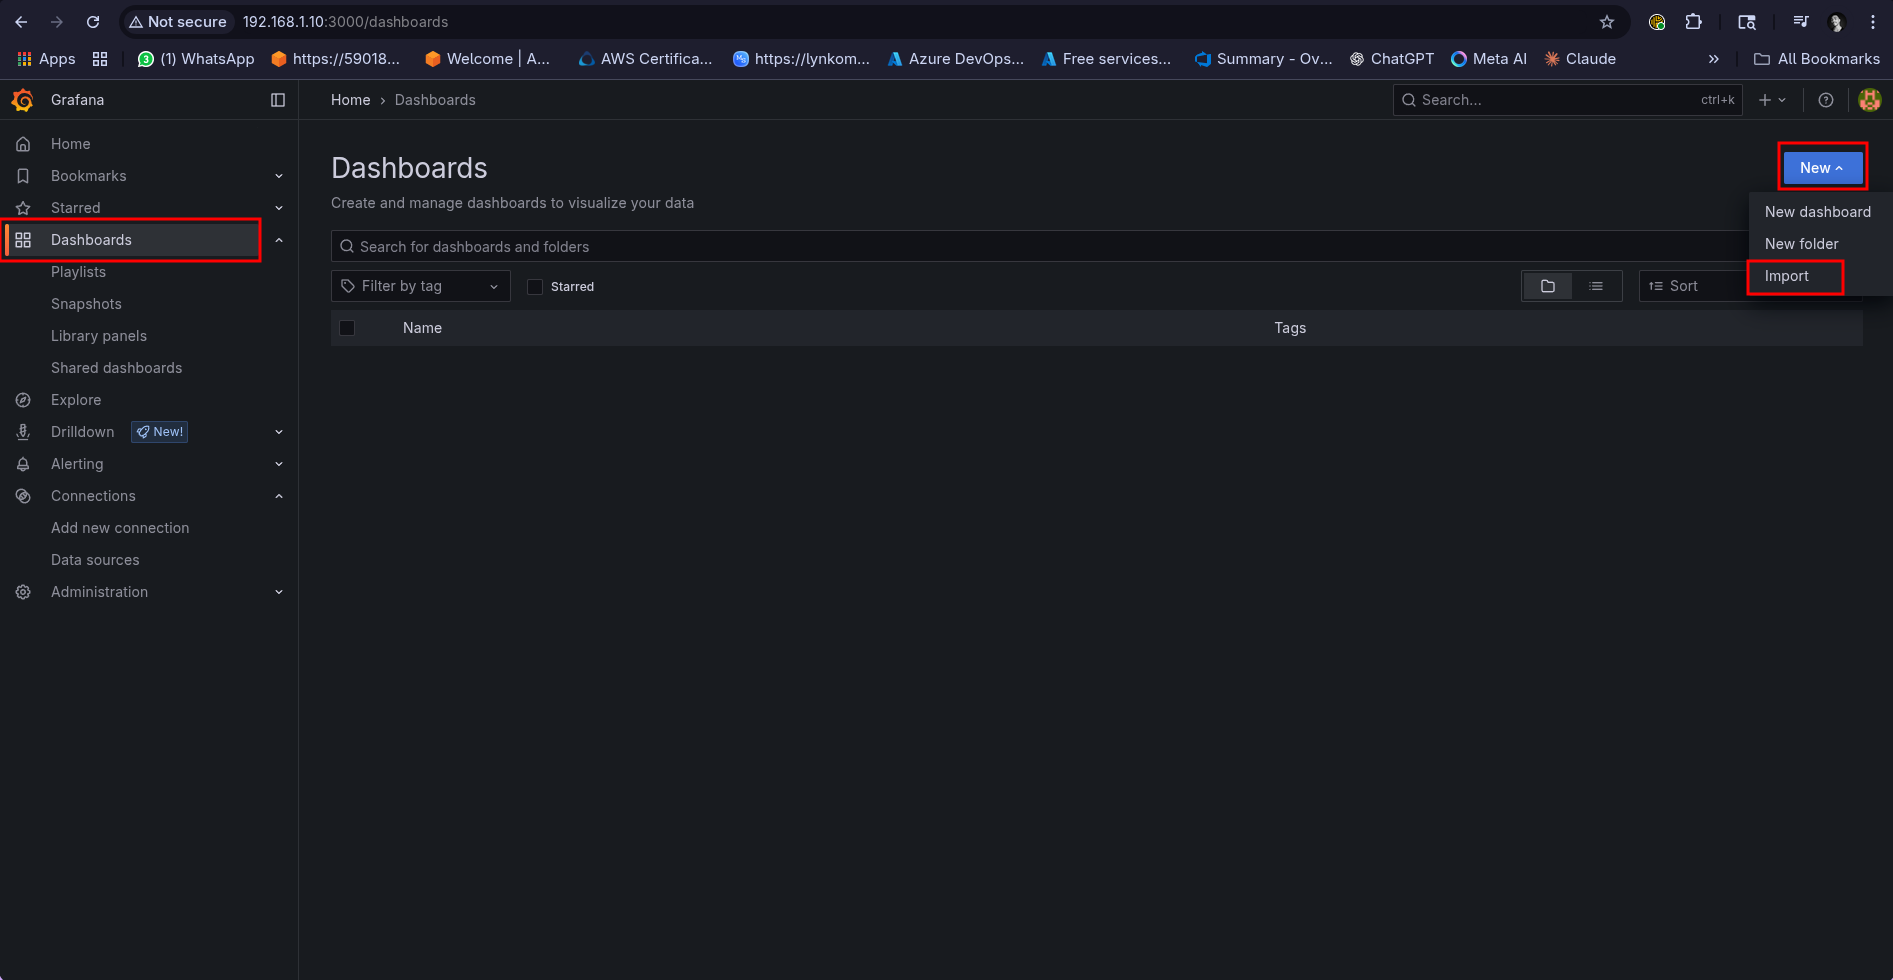 Not secure 192.168.1.10:3000/dashboards
Apps (1) WhatsApp https://59018... Welcome | A... AWS Certifica... https://lynkom... Azure DevOps... Free services... Summary - Ov... ChatGPT Meta AI Claude » All Bookmarks
Grafana
Home › Dashboards
Search... ctrl+k
Home
Bookmarks
Starred
Dashboards
Playlists
Snapshots
Library panels
Shared dashboards
Explore
Drilldown New!
Alerting
Connections
Add new connection
Data sources
Administration
Dashboards
Create and manage dashboards to visualize your data
New
New dashboard
New folder
Import
Search for dashboards and folders
Filter by tag Starred Sort
Name Tags